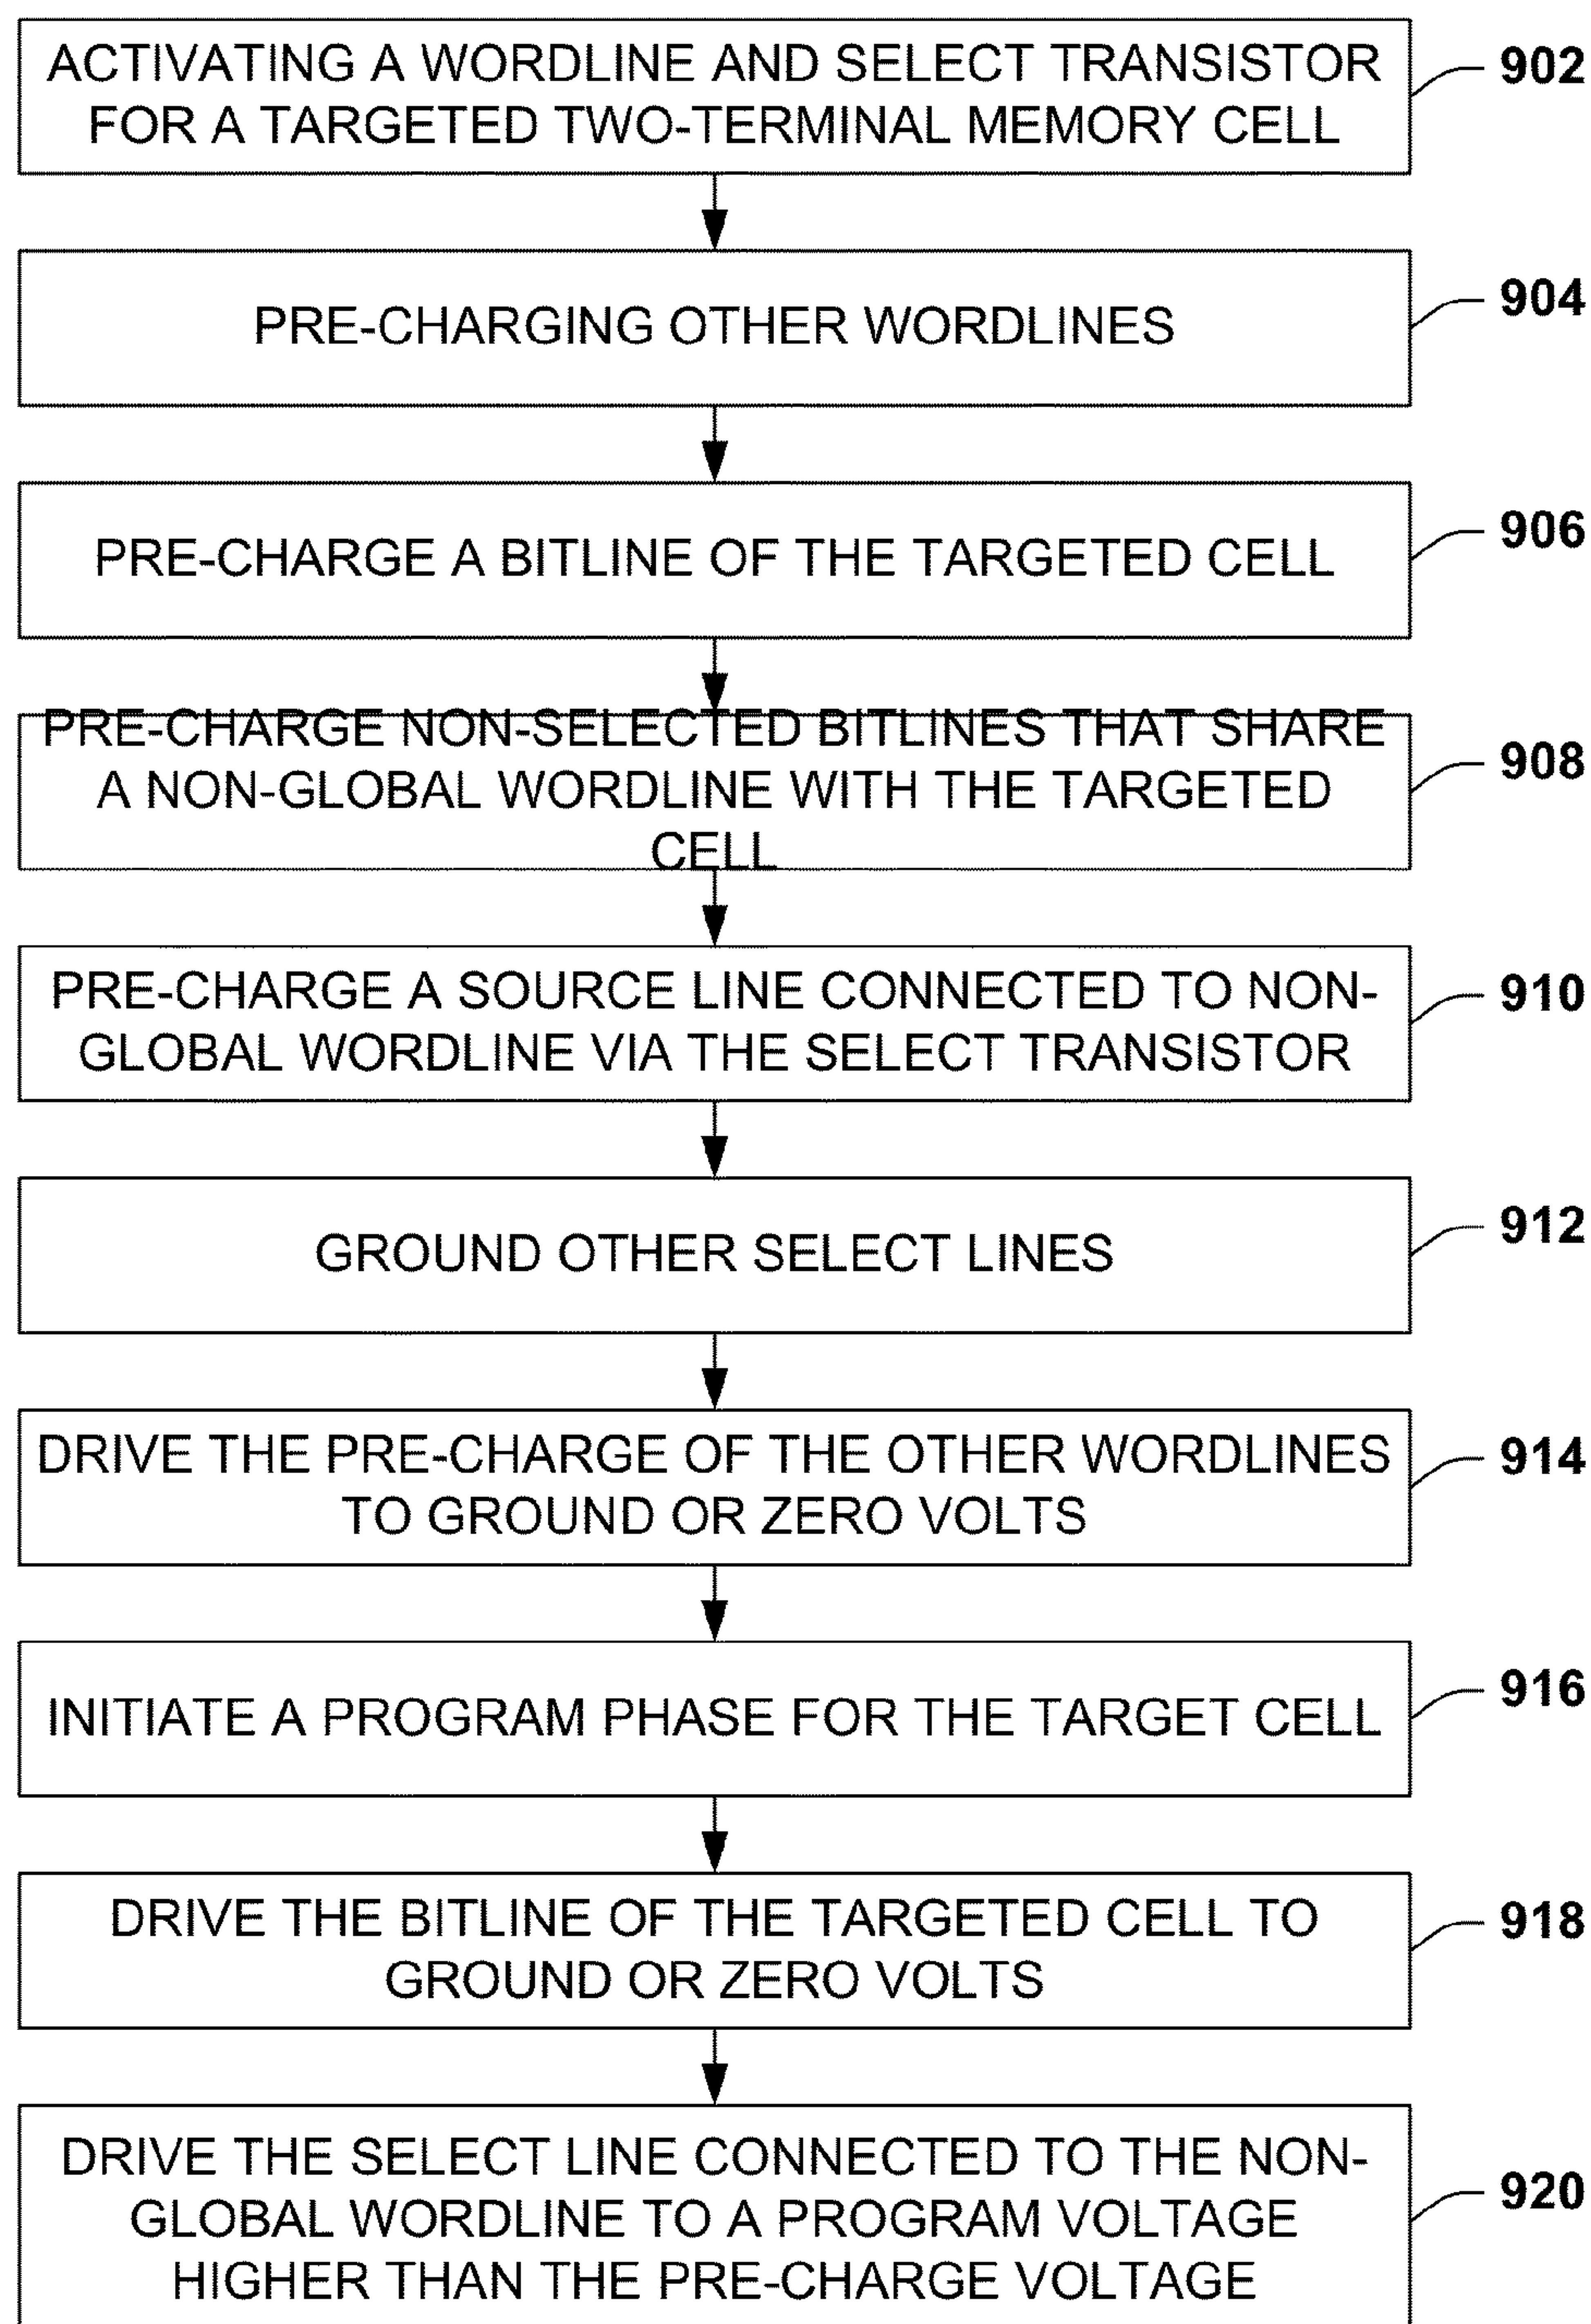 ACTIVATING A WORDLINE AND SELECT TRANSISTOR
FOR A TARGETED TWO-TERMINAL MEMORY CELL
902
PRE-CHARGING OTHER WORDLINES
904
PRE-CHARGE A BITLINE OF THE TARGETED CELL
906
PRE-CHARGE NON-SELECTED BITLINES THAT SHARE
A NON-GLOBAL WORDLINE WITH THE TARGETED
CELL
908
PRE-CHARGE A SOURCE LINE CONNECTED TO NON-
GLOBAL WORDLINE VIA THE SELECT TRANSISTOR
910
GROUND OTHER SELECT LINES
912
DRIVE THE PRE-CHARGE OF THE OTHER WORDLINES
TO GROUND OR ZERO VOLTS
914
INITIATE A PROGRAM PHASE FOR THE TARGET CELL
916
DRIVE THE BITLINE OF THE TARGETED CELL TO
GROUND OR ZERO VOLTS
918
DRIVE THE SELECT LINE CONNECTED TO THE NON-
GLOBAL WORDLINE TO A PROGRAM VOLTAGE
HIGHER THAN THE PRE-CHARGE VOLTAGE
920